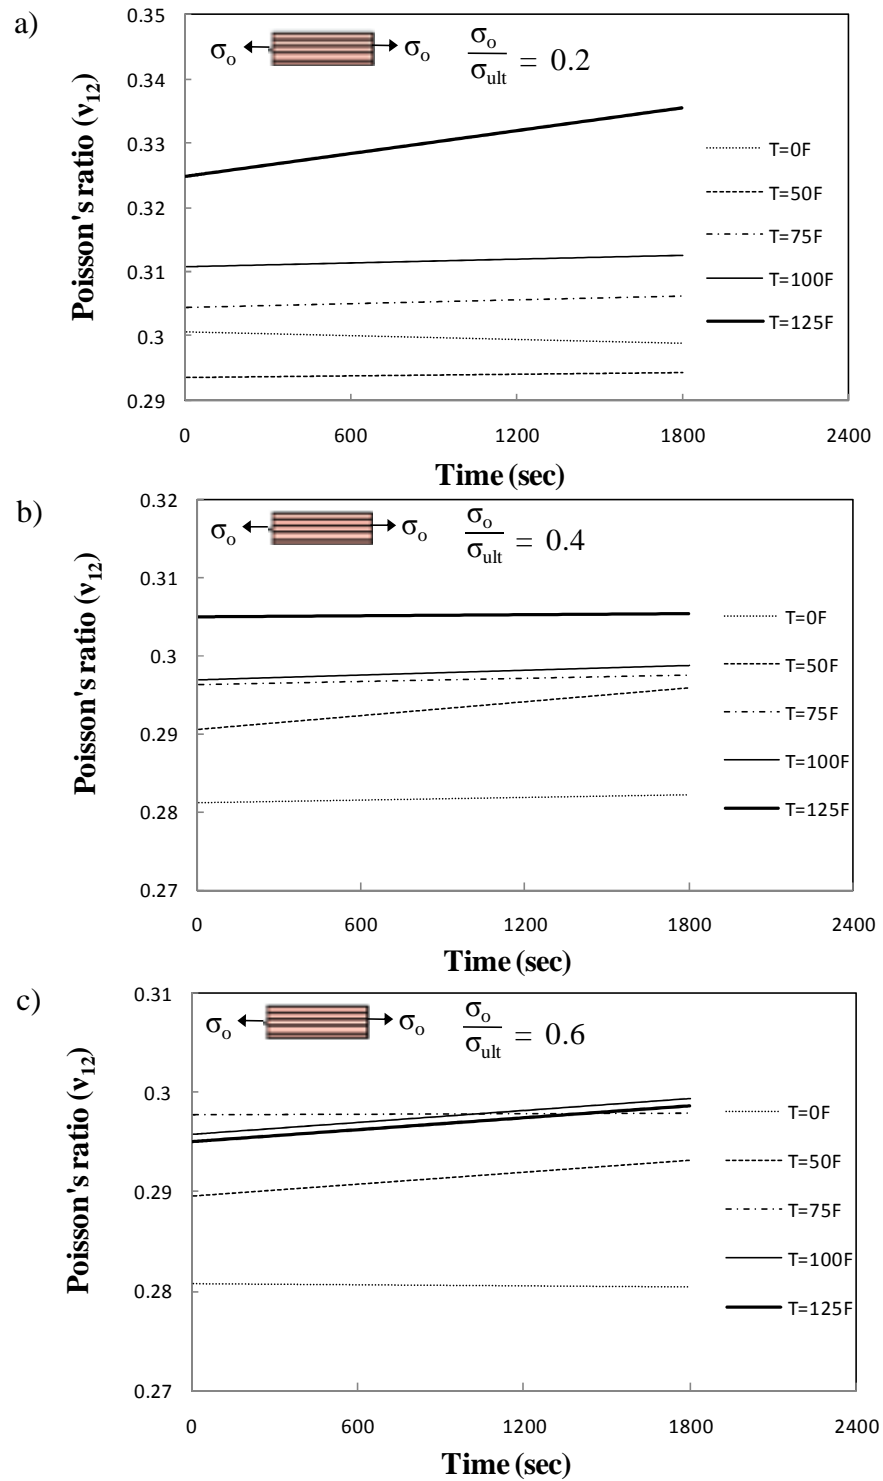 a)
σo σo σo/σult = 0.2
Poisson's ratio (ν12)
0.35
0.34
0.33
0.32
0.31
0.3
0.29
0 600 1200 1800 2400
Time (sec)
T=0F
T=50F
T=75F
T=100F
T=125F
b)
σo σo σo/σult = 0.4
Poisson's ratio (ν12)
0.32
0.31
0.3
0.29
0.28
0.27
0 600 1200 1800 2400
Time (sec)
T=0F
T=50F
T=75F
T=100F
T=125F
c)
σo σo σo/σult = 0.6
Poisson's ratio (ν12)
0.31
0.3
0.29
0.28
0.27
0 600 1200 1800 2400
Time (sec)
T=0F
T=50F
T=75F
T=100F
T=125F